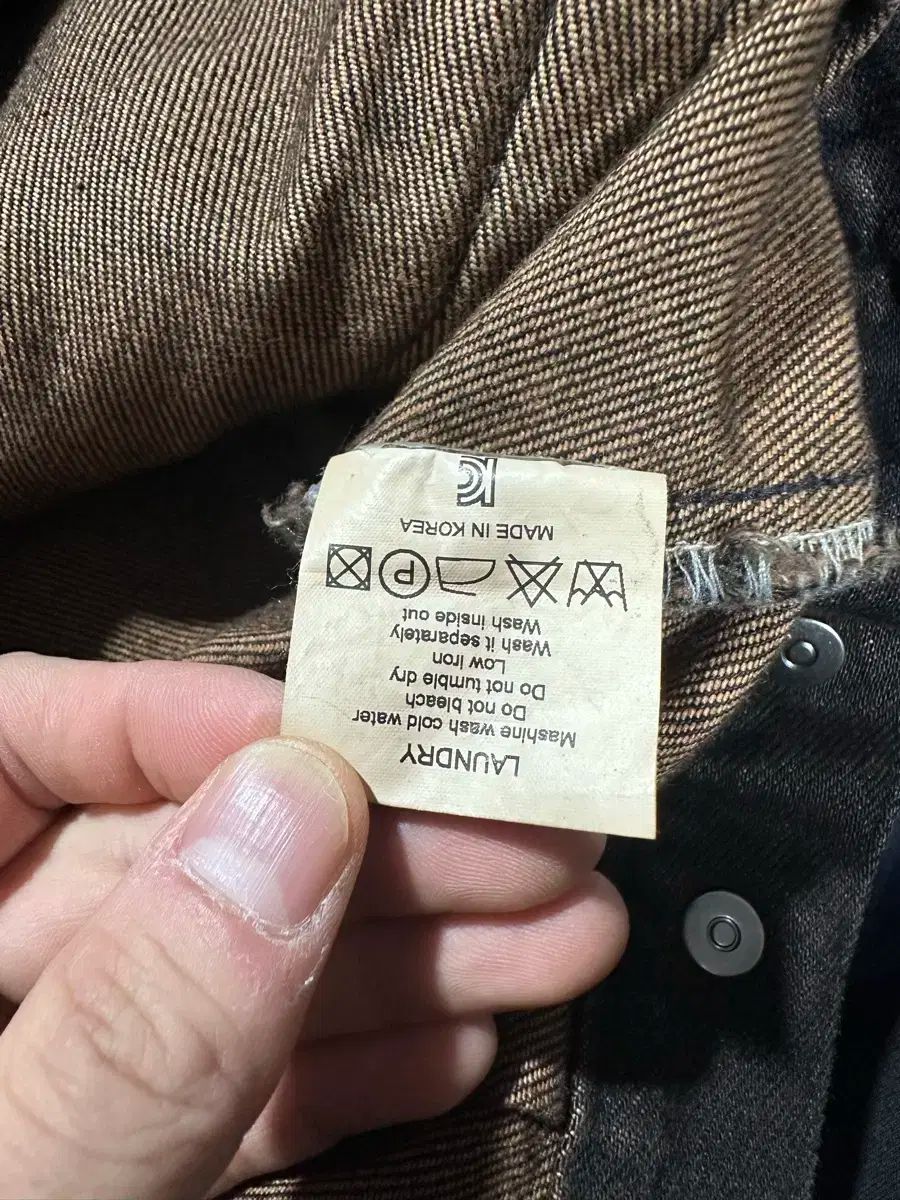 LAUNDRY
Mashine wash cold water
Do not bleach
Do not tumble dry
Low Iron
Wash it separately
Wash inside out
P
MADE IN KOREA
KC